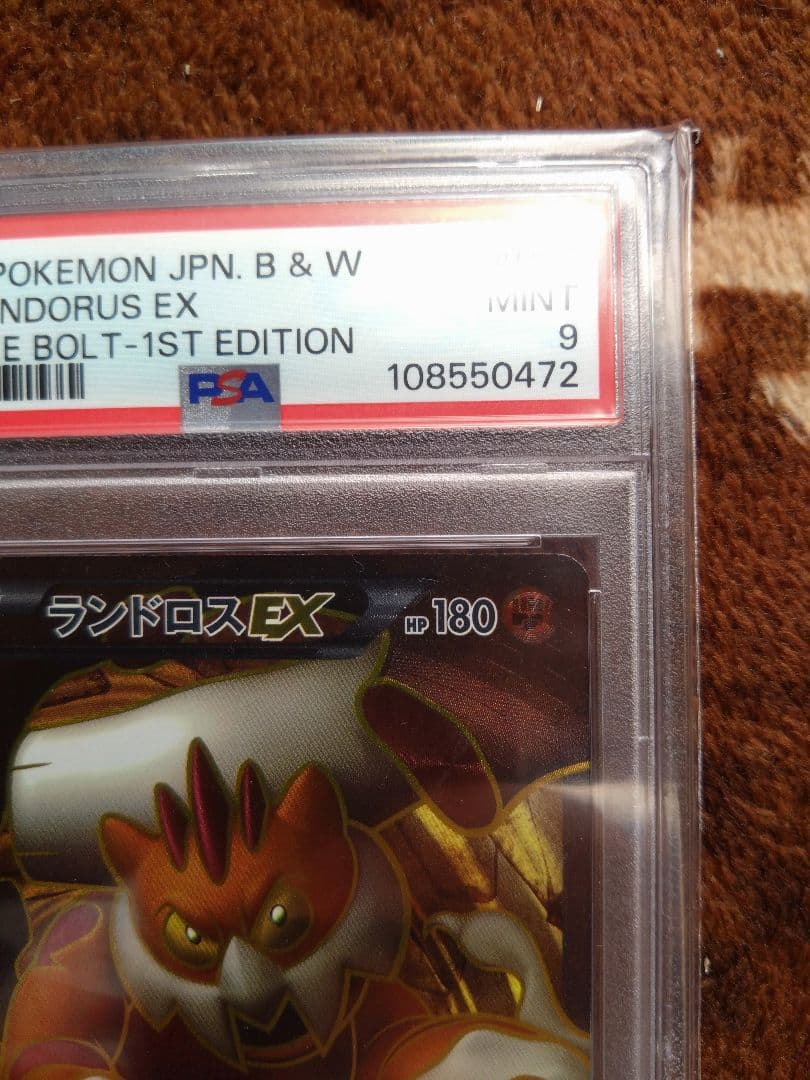 POKEMON JPN. B & W
NDORUS EX
MINT
E BOLT-1ST EDITION
9
PSA
108550472
ランドロスEX
HP180